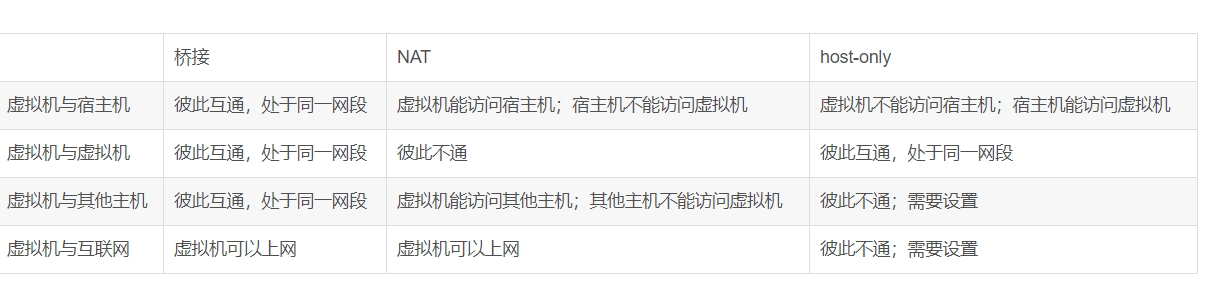 桥接 NAT host-only
虚拟机与宿主机 彼此互通，处于同一网段 虚拟机能访问宿主机；宿主机不能访问虚拟机 虚拟机不能访问宿主机；宿主机能访问虚拟机
虚拟机与虚拟机 彼此互通，处于同一网段 彼此不通 彼此互通，处于同一网段
虚拟机与其他主机 彼此互通，处于同一网段 虚拟机能访问其他主机；其他主机不能访问虚拟机 彼此不通；需要设置
虚拟机与互联网 虚拟机可以上网 虚拟机可以上网 彼此不通；需要设置